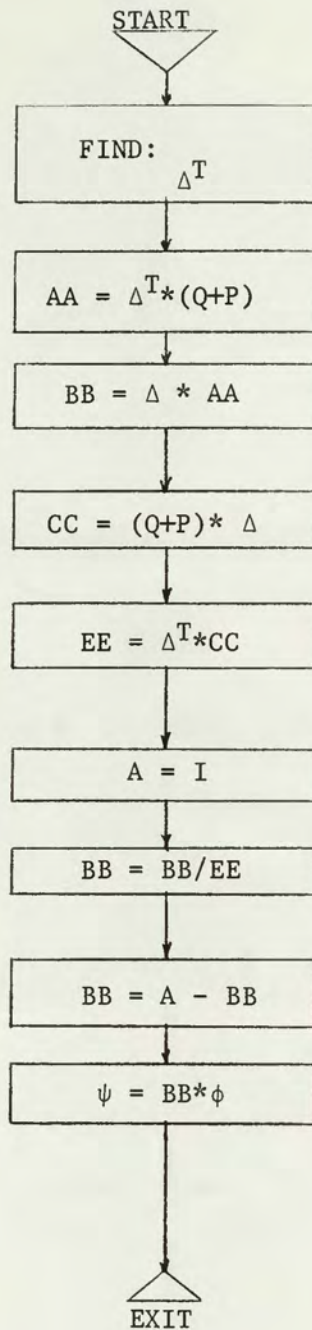 START
FIND:
Δᵀ
AA = Δᵀ*(Q+P)
BB = Δ * AA
CC = (Q+P)* Δ
EE = Δᵀ*CC
A = I
BB = BB/EE
BB = A - BB
ψ = BB*φ
EXIT